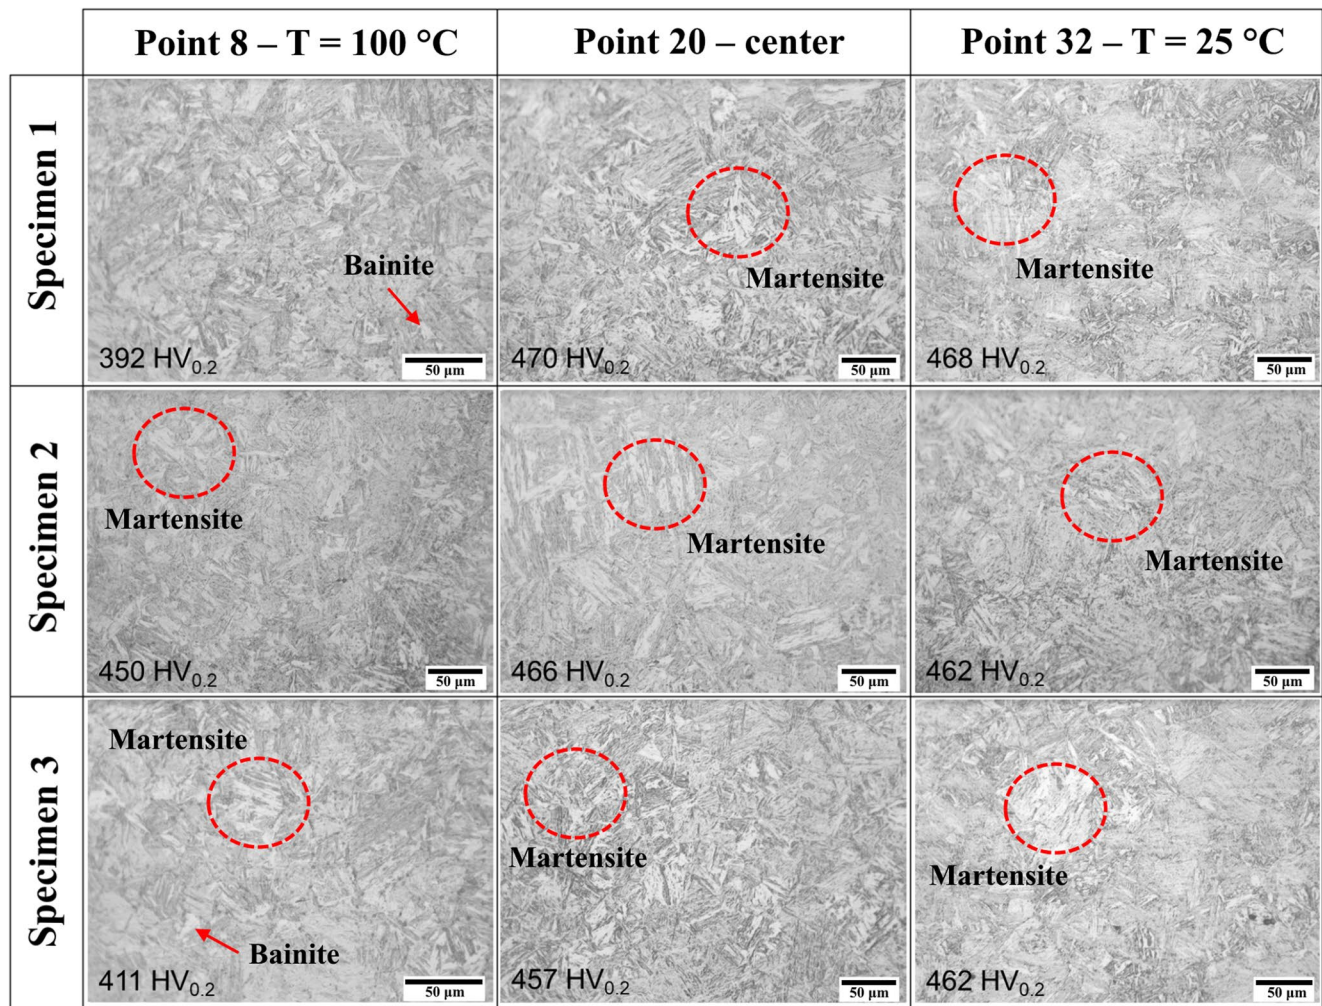 Point 8 – T = 100 °C
Point 20 – center
Point 32 – T = 25 °C
Specimen 1
Bainite
392 HV0.2
50 μm
Martensite
470 HV0.2
50 μm
Martensite
468 HV0.2
50 μm
Specimen 2
Martensite
450 HV0.2
50 μm
Martensite
466 HV0.2
50 μm
Martensite
462 HV0.2
50 μm
Specimen 3
Martensite
Bainite
411 HV0.2
50 μm
Martensite
457 HV0.2
50 μm
Martensite
462 HV0.2
50 μm